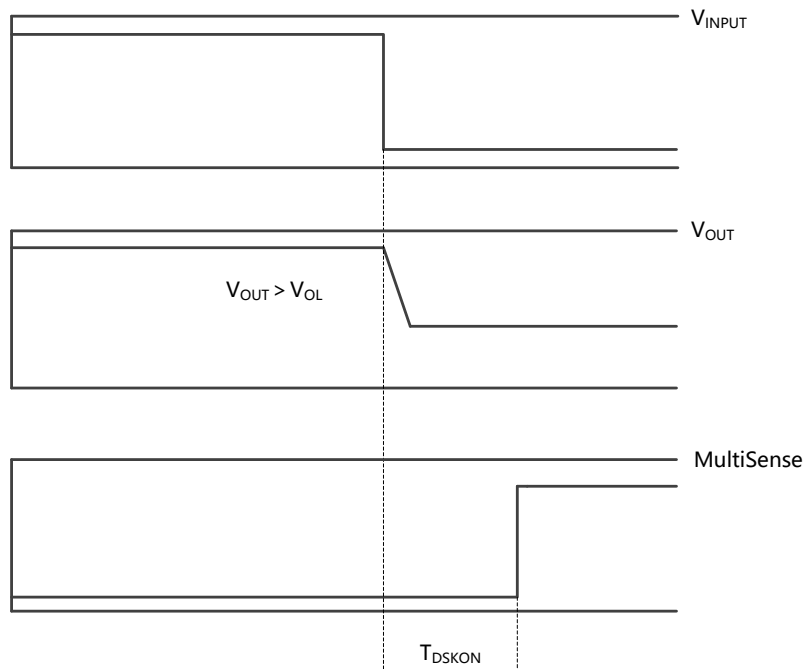 V_INPUT
V_OUT
V_OUT > V_OL
MultiSense
T_DSKON